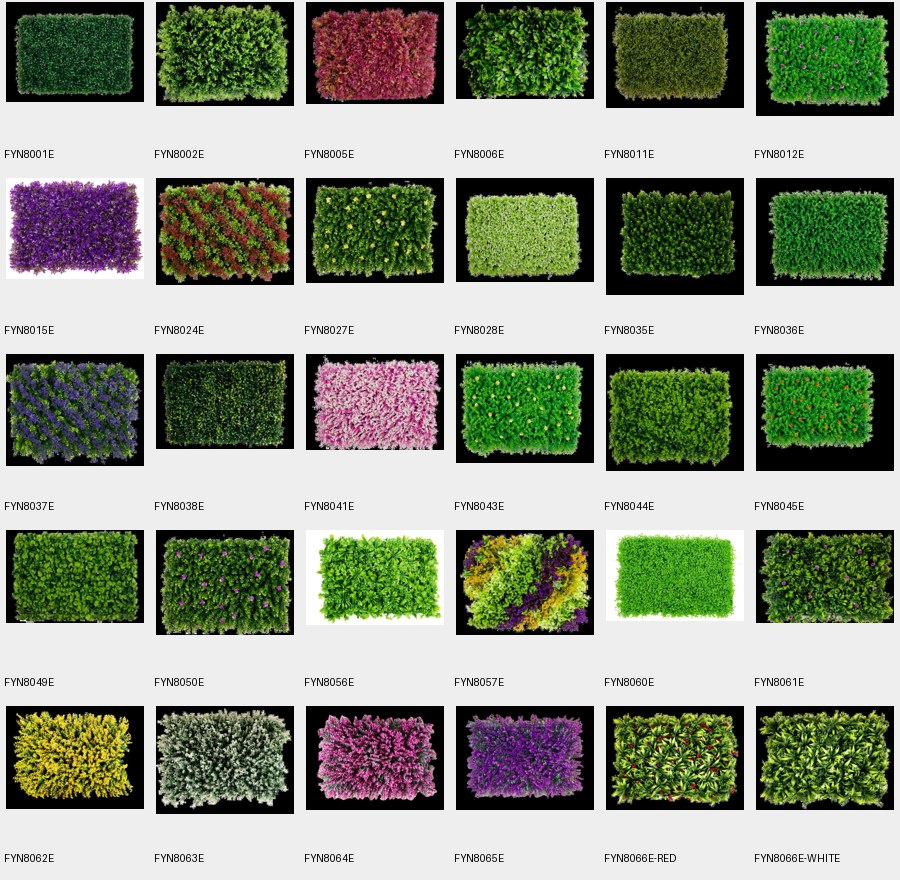 FYN8001E FYN8002E FYN8005E FYN8006E FYN8011E FYN8012E
FYN8015E FYN8024E FYN8027E FYN8028E FYN8035E FYN8036E
FYN8037E FYN8038E FYN8041E FYN8043E FYN8044E FYN8045E
FYN8049E FYN8050E FYN8056E FYN8057E FYN8060E FYN8061E
FYN8062E FYN8063E FYN8064E FYN8065E FYN8066E-RED FYN8066E-WHITE